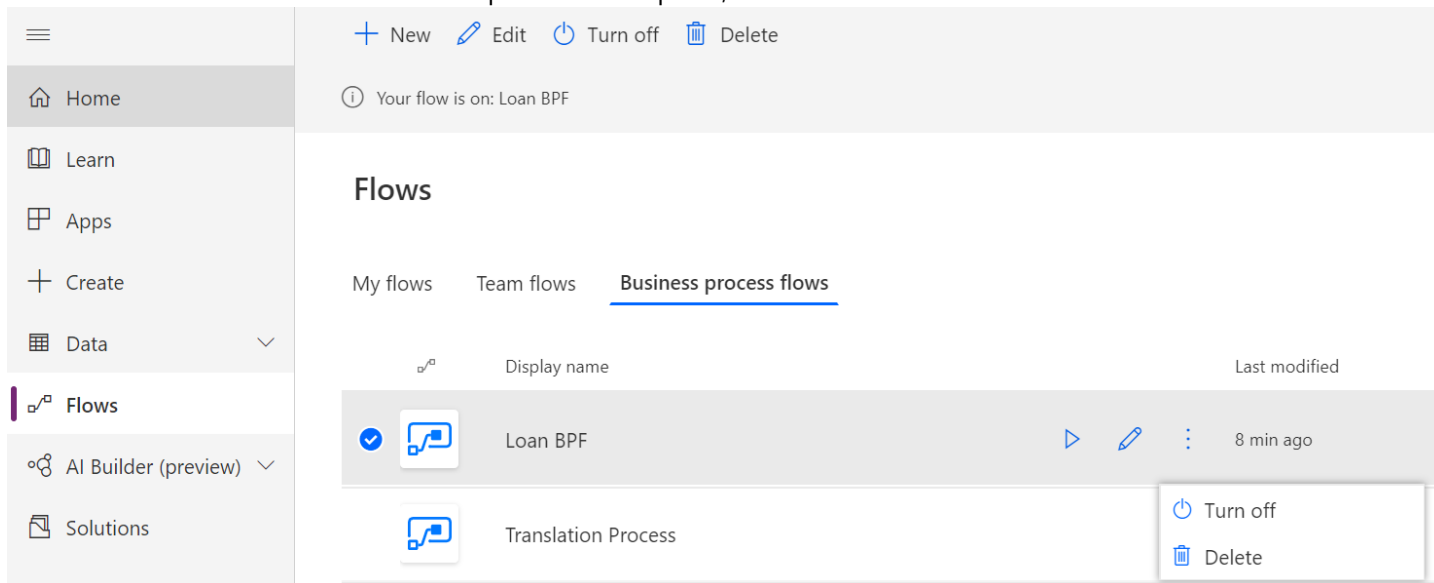 New Edit Turn off Delete
Home
Your flow is on: Loan BPF
Learn
Flows
Apps
Create
My flows Team flows Business process flows
Data
Display name Last modified
Flows
Loan BPF 8 min ago
AI Builder (preview)
Turn off
Solutions
Translation Process
Delete